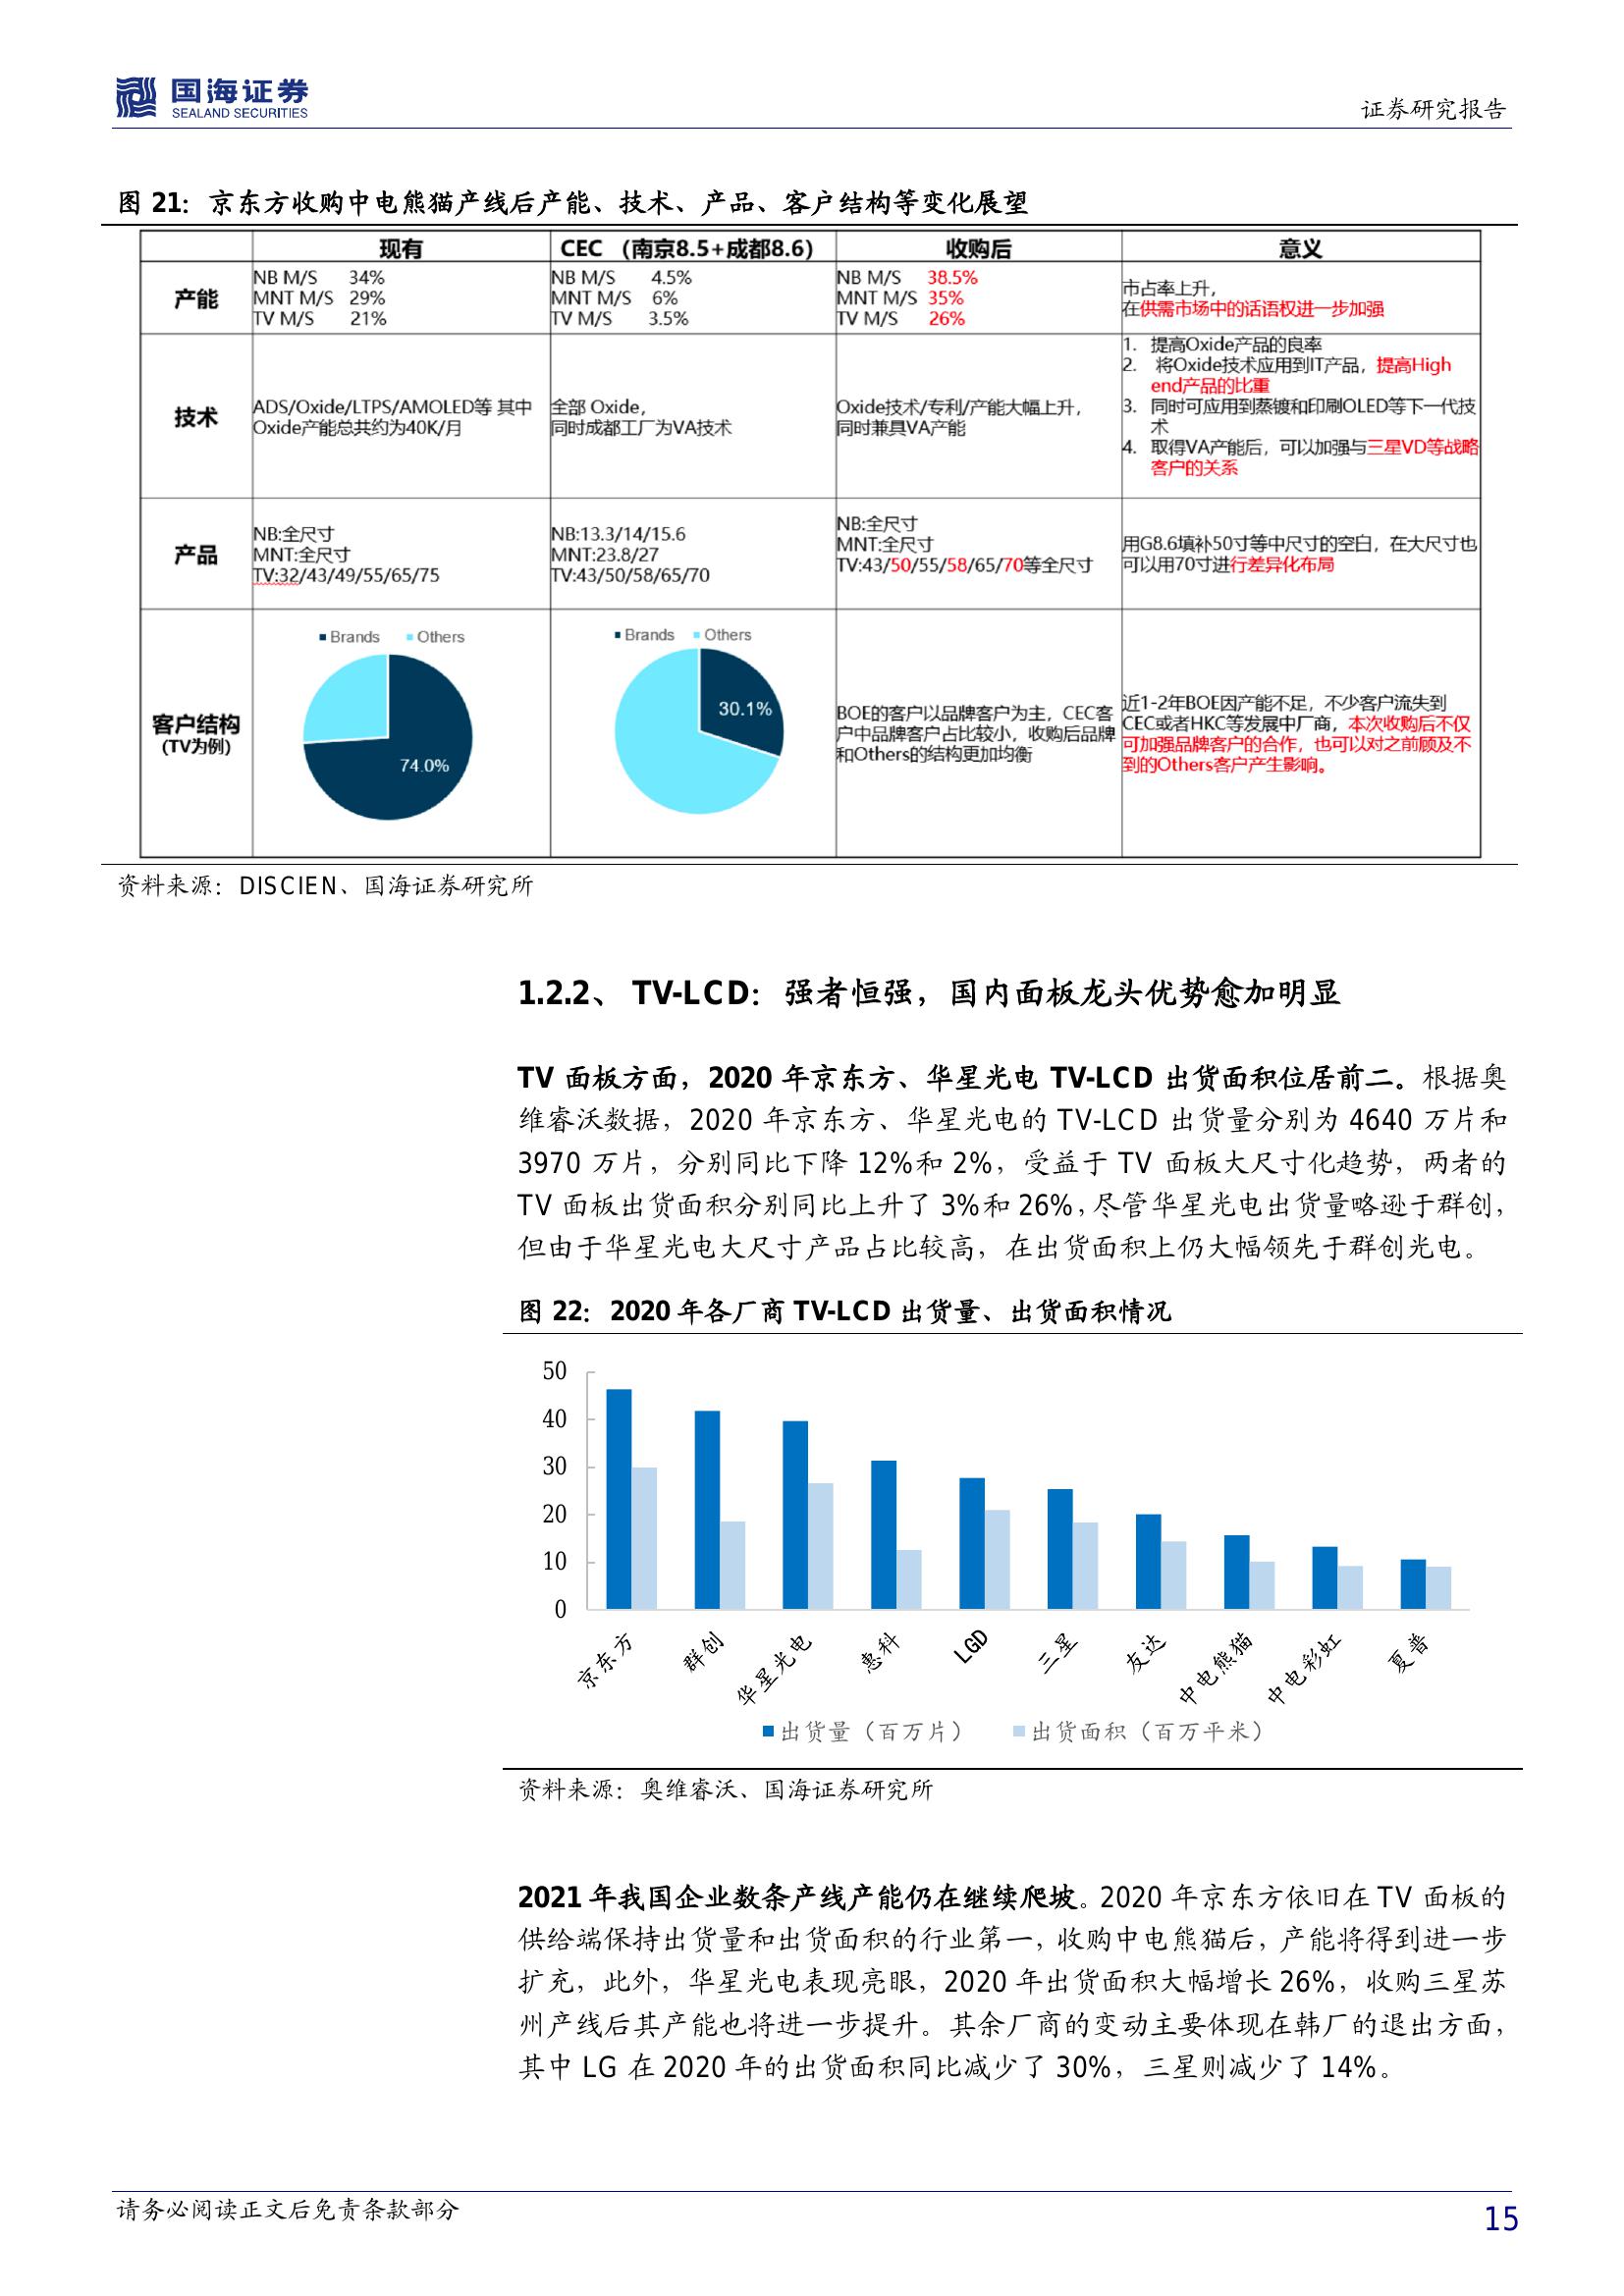 国海证券
SEALAND SECURITIES
证券研究报告
图 21：京东方收购中电熊猫产线后产能、技术、产品、客户结构等变化展望
现有
CEC （南京8.5+成都8.6）
收购后
意义
产能
NB M/S 34%
MNT M/S 29%
TV M/S 21%
NB M/S 4.5%
MNT M/S 6%
TV M/S 3.5%
NB M/S 38.5%
MNT M/S 35%
TV M/S 26%
市占率上升，
在供需市场中的话语权进一步加强
技术
ADS/Oxide/LTPS/AMOLED等 其中
Oxide产能总共约为40K/月
全部 Oxide，
同时成都工厂为VA技术
Oxide技术/专利/产能大幅上升，
同时兼具VA产能
1. 提高Oxide产品的良率
2. 将Oxide技术应用到IT产品，提高High
end产品的比重
3. 同时可应用到蒸镀和印刷OLED等下一代技
术
4. 取得VA产能后，可以加强与三星VD等战略
客户的关系
产品
NB:全尺寸
MNT:全尺寸
TV:32/43/49/55/65/75
NB:13.3/14/15.6
MNT:23.8/27
TV:43/50/58/65/70
NB:全尺寸
MNT:全尺寸
TV:43/50/55/58/65/70等全尺寸
用G8.6填补50寸等中尺寸的空白，在大尺寸也
可以用70寸进行差异化布局
客户结构
（TV为例）
Brands Others
74.0%
Brands Others
30.1%
BOE的客户以品牌客户为主，CEC客
户中品牌客户占比较小，收购后品牌
和Others的结构更加均衡
近1-2年BOE因产能不足，不少客户流失到
CEC或者HKC等发展中厂商，本次收购后不仅
可加强品牌客户的合作，也可以对之前顾及不
到的Others客户产生影响。
资料来源：DISCIEN、国海证券研究所
1.2.2、 TV-LCD：强者恒强，国内面板龙头优势愈加明显
TV 面板方面，2020 年京东方、华星光电 TV-LCD 出货面积位居前二。根据奥
维睿沃数据，2020 年京东方、华星光电的 TV-LCD 出货量分别为 4640 万片和
3970 万片，分别同比下降 12%和 2%，受益于 TV 面板大尺寸化趋势，两者的
TV 面板出货面积分别同比上升了 3%和 26%，尽管华星光电出货量略逊于群创，
但由于华星光电大尺寸产品占比较高，在出货面积上仍大幅领先于群创光电。
图 22：2020 年各厂商 TV-LCD 出货量、出货面积情况
50
40
30
20
10
0
京东方
群创
华星光电
惠科
LGD
三星
友达
中电熊猫
中电彩虹
夏普
出货量（百万片） 出货面积（百万平米）
资料来源：奥维睿沃、国海证券研究所
2021 年我国企业数条产线产能仍在继续爬坡。2020 年京东方依旧在 TV 面板的
供给端保持出货量和出货面积的行业第一，收购中电熊猫后，产能将得到进一步
扩充，此外，华星光电表现亮眼，2020 年出货面积大幅增长 26%，收购三星苏
州产线后其产能也将进一步提升。其余厂商的变动主要体现在韩厂的退出方面，
其中 LG 在 2020 年的出货面积同比减少了 30%，三星则减少了 14%。
请务必阅读正文后免责条款部分
15